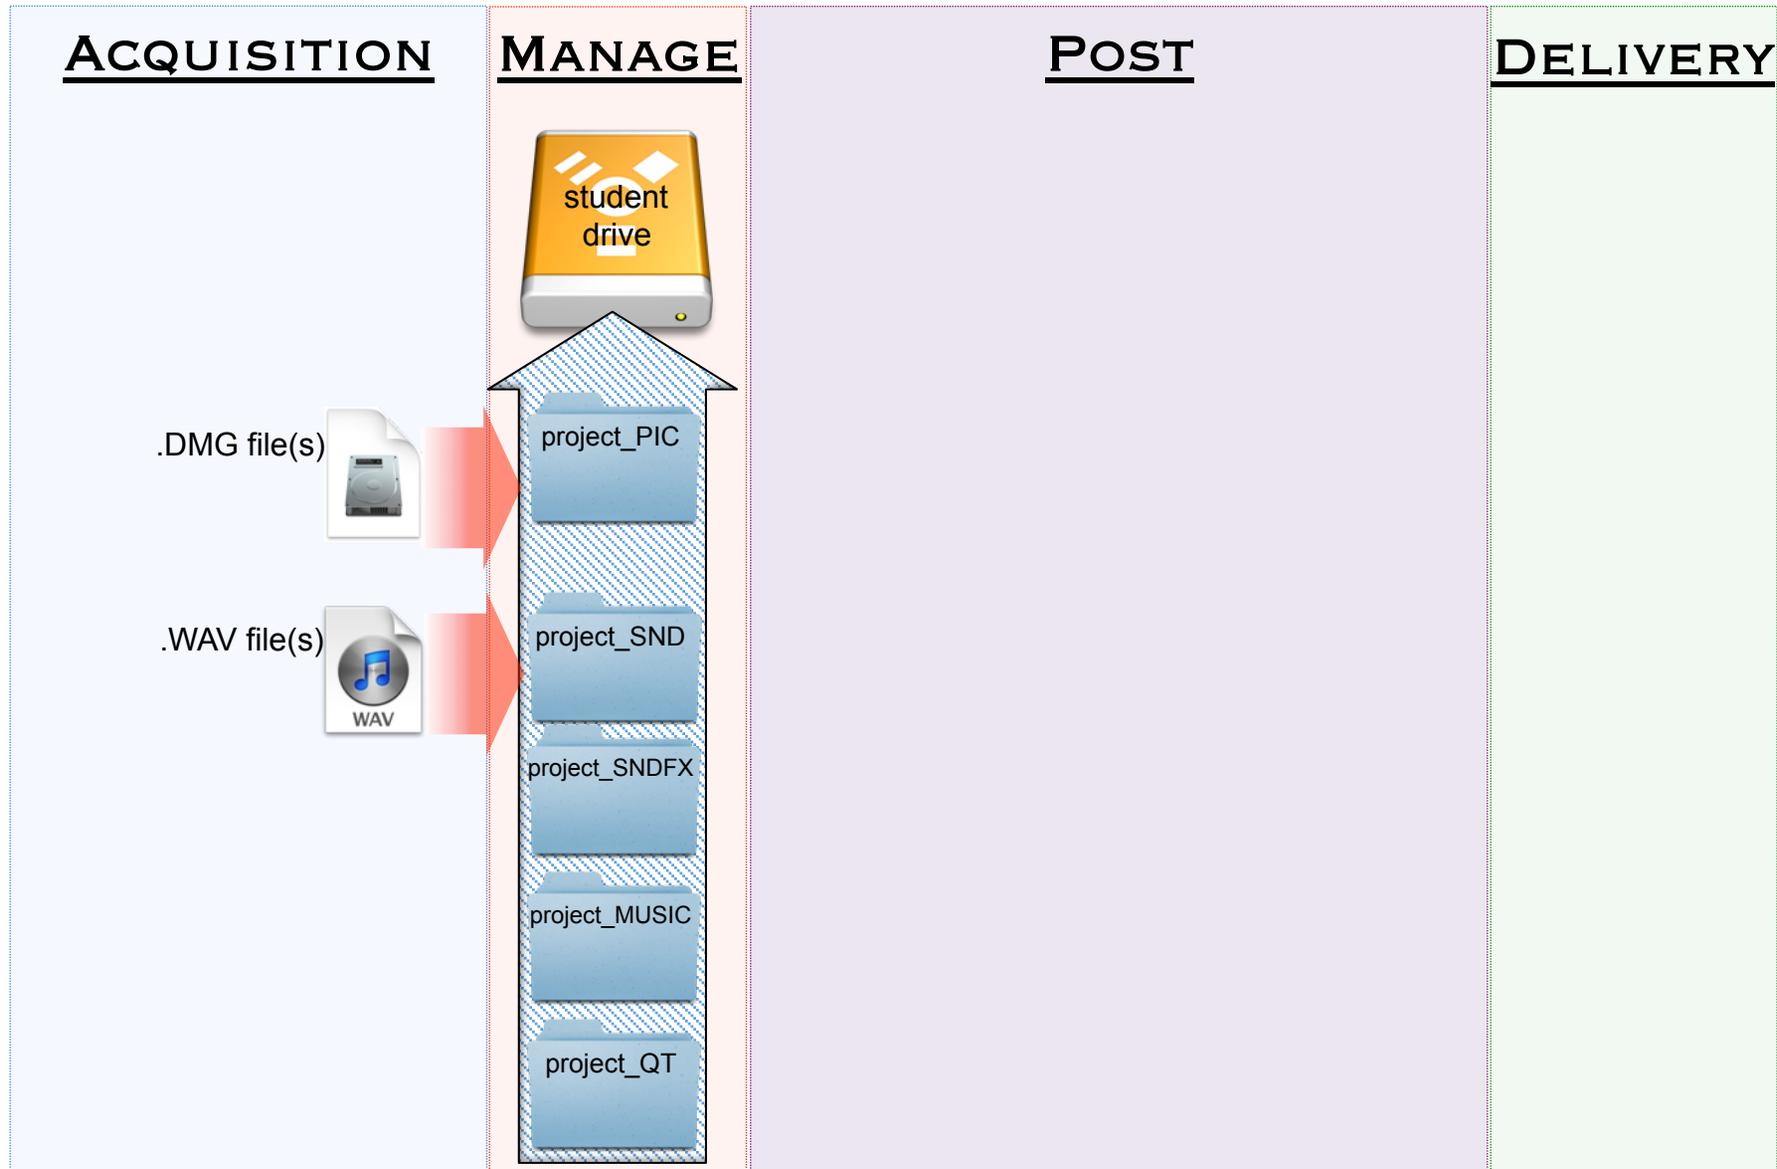 ACQUISITION
MANAGE
POST
DELIVERY
student
drive
.DMG file(s)
project_PIC
.WAV file(s)
WAV
project_SND
project_SNDFX
project_MUSIC
project_QT